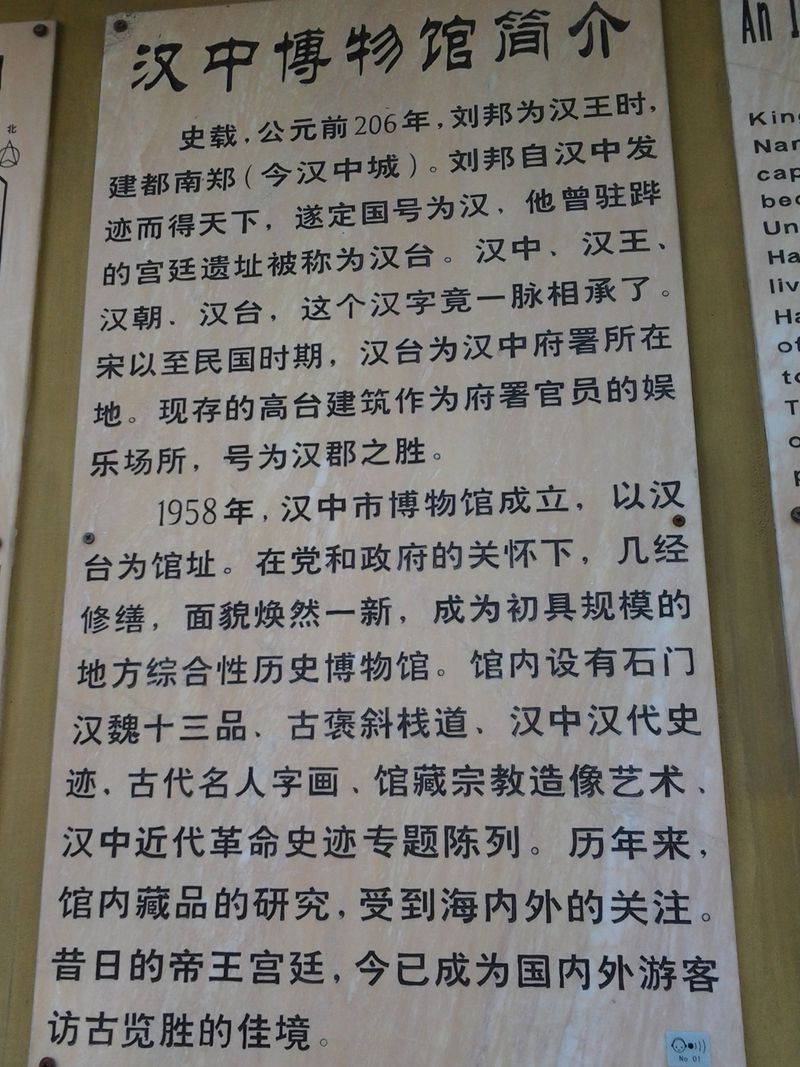 汉中博物馆简介
史载，公元前206年，刘邦为汉王时，
建都南郑（今汉中城）。刘邦自汉中发
迹而得天下，遂定国号为汉，他曾驻跸
的宫廷遗址被称为汉台。汉中、汉王、
汉朝、汉台，这个汉字竟一脉相承了。
宋以至民国时期，汉台为汉中府署所在
地。现存的高台建筑作为府署官员的娱
乐场所，号为汉郡之胜。
1958年，汉中市博物馆成立，以汉
台为馆址。在党和政府的关怀下，几经
修缮，面貌焕然一新，成为初具规模的
地方综合性历史博物馆。馆内设有石门
汉魏十三品、古褒斜栈道、汉中汉代史
迹、古代名人字画、馆藏宗教造像艺术、
汉中近代革命史迹专题陈列。历年来，
馆内藏品的研究，受到海内外的关注。
昔日的帝王宫廷，今已成为国内外游客
访古览胜的佳境。
No 01
北
An